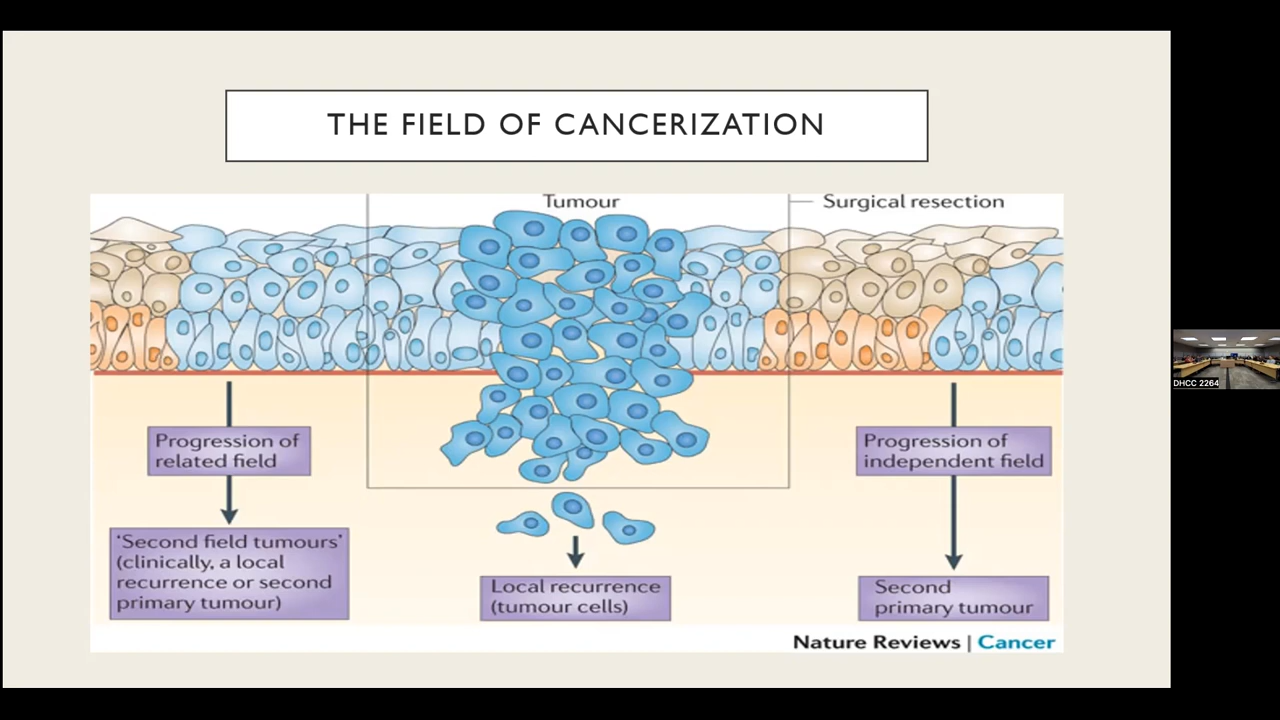 THE FIELD OF CANCERIZATION
Tumour
Surgical resection
Progression of
related field
Progression of
independent field
‘Second field tumours’
(clinically, a local
recurrence or second
primary tumour)
Local recurrence
(tumour cells)
Second
primary tumour
Nature Reviews | Cancer
DHCC 2264